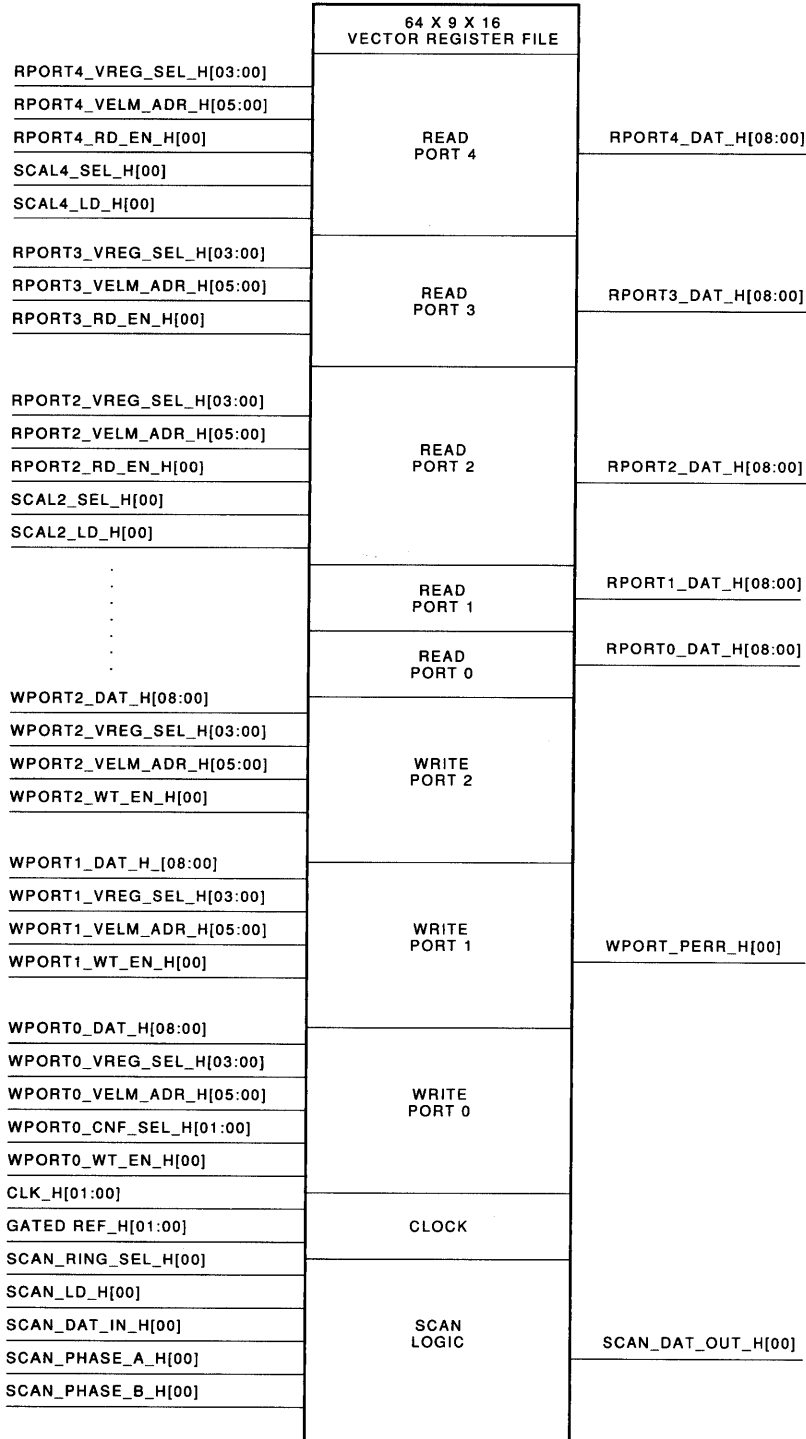 64 X 9 X 16
VECTOR REGISTER FILE
RPORT4_VREG_SEL_H[03:00]
RPORT4_VELM_ADR_H[05:00]
RPORT4_RD_EN_H[00]
SCAL4_SEL_H[00]
SCAL4_LD_H[00]
READ
PORT 4
RPORT4_DAT_H[08:00]
RPORT3_VREG_SEL_H[03:00]
RPORT3_VELM_ADR_H[05:00]
RPORT3_RD_EN_H[00]
READ
PORT 3
RPORT3_DAT_H[08:00]
RPORT2_VREG_SEL_H[03:00]
RPORT2_VELM_ADR_H[05:00]
RPORT2_RD_EN_H[00]
SCAL2_SEL_H[00]
SCAL2_LD_H[00]
READ
PORT 2
RPORT2_DAT_H[08:00]
READ
PORT 1
RPORT1_DAT_H[08:00]
READ
PORT 0
RPORT0_DAT_H[08:00]
WPORT2_DAT_H[08:00]
WPORT2_VREG_SEL_H[03:00]
WPORT2_VELM_ADR_H[05:00]
WPORT2_WT_EN_H[00]
WRITE
PORT 2
WPORT1_DAT_H_[08:00]
WPORT1_VREG_SEL_H[03:00]
WPORT1_VELM_ADR_H[05:00]
WPORT1_WT_EN_H[00]
WRITE
PORT 1
WPORT_PERR_H[00]
WPORT0_DAT_H[08:00]
WPORT0_VREG_SEL_H[03:00]
WPORT0_VELM_ADR_H[05:00]
WPORT0_CNF_SEL_H[01:00]
WPORT0_WT_EN_H[00]
WRITE
PORT 0
CLK_H[01:00]
GATED REF_H[01:00]
CLOCK
SCAN_RING_SEL_H[00]
SCAN_LD_H[00]
SCAN_DAT_IN_H[00]
SCAN_PHASE_A_H[00]
SCAN_PHASE_B_H[00]
SCAN
LOGIC
SCAN_DAT_OUT_H[00]